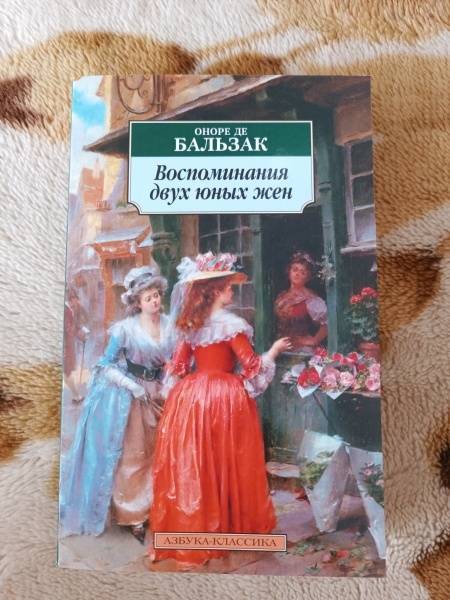 ОНОРЕ ДЕ
БАЛЬЗАК
Воспоминания
двух юных жен
АЗБУКА-КЛАССИКА